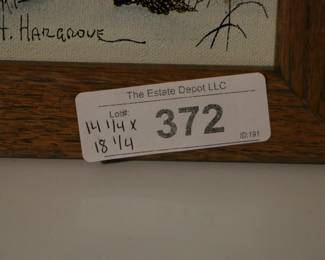 H. Hargrove
The Estate Depot LLC
Lot#:
14 1/4 x
18 1/4
372
ID:191